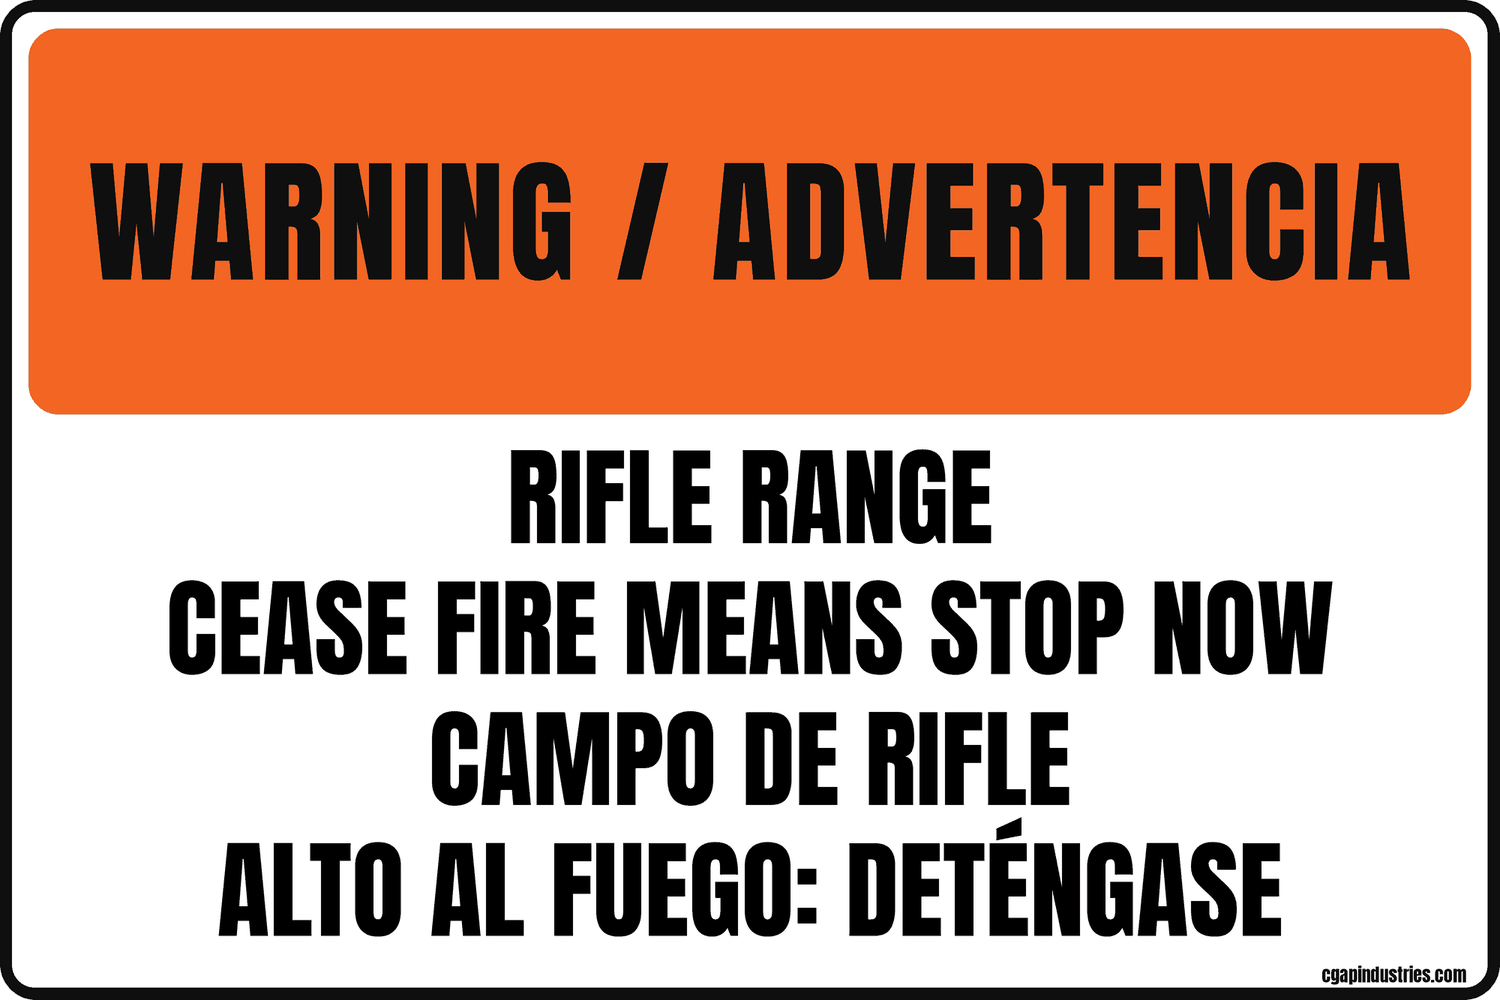 WARNING / ADVERTENCIA
RIFLE RANGE
CEASE FIRE MEANS STOP NOW
CAMPO DE RIFLE
ALTO AL FUEGO: DETÉNGASE
cgapindustries.com